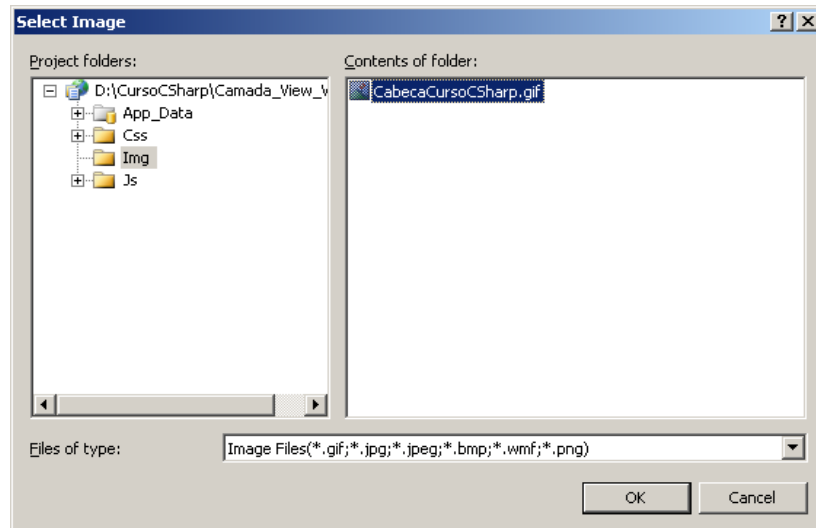 Select Image
Project folders:
Contents of folder:
D:\CursoCSharp\Camada_View_
App_Data
Css
Img
Js
CabecaCursoCSharp.gif
Files of type:
Image Files(*.gif;*.jpg;*.jpeg;*.bmp;*.wmf;*.png)
OK
Cancel